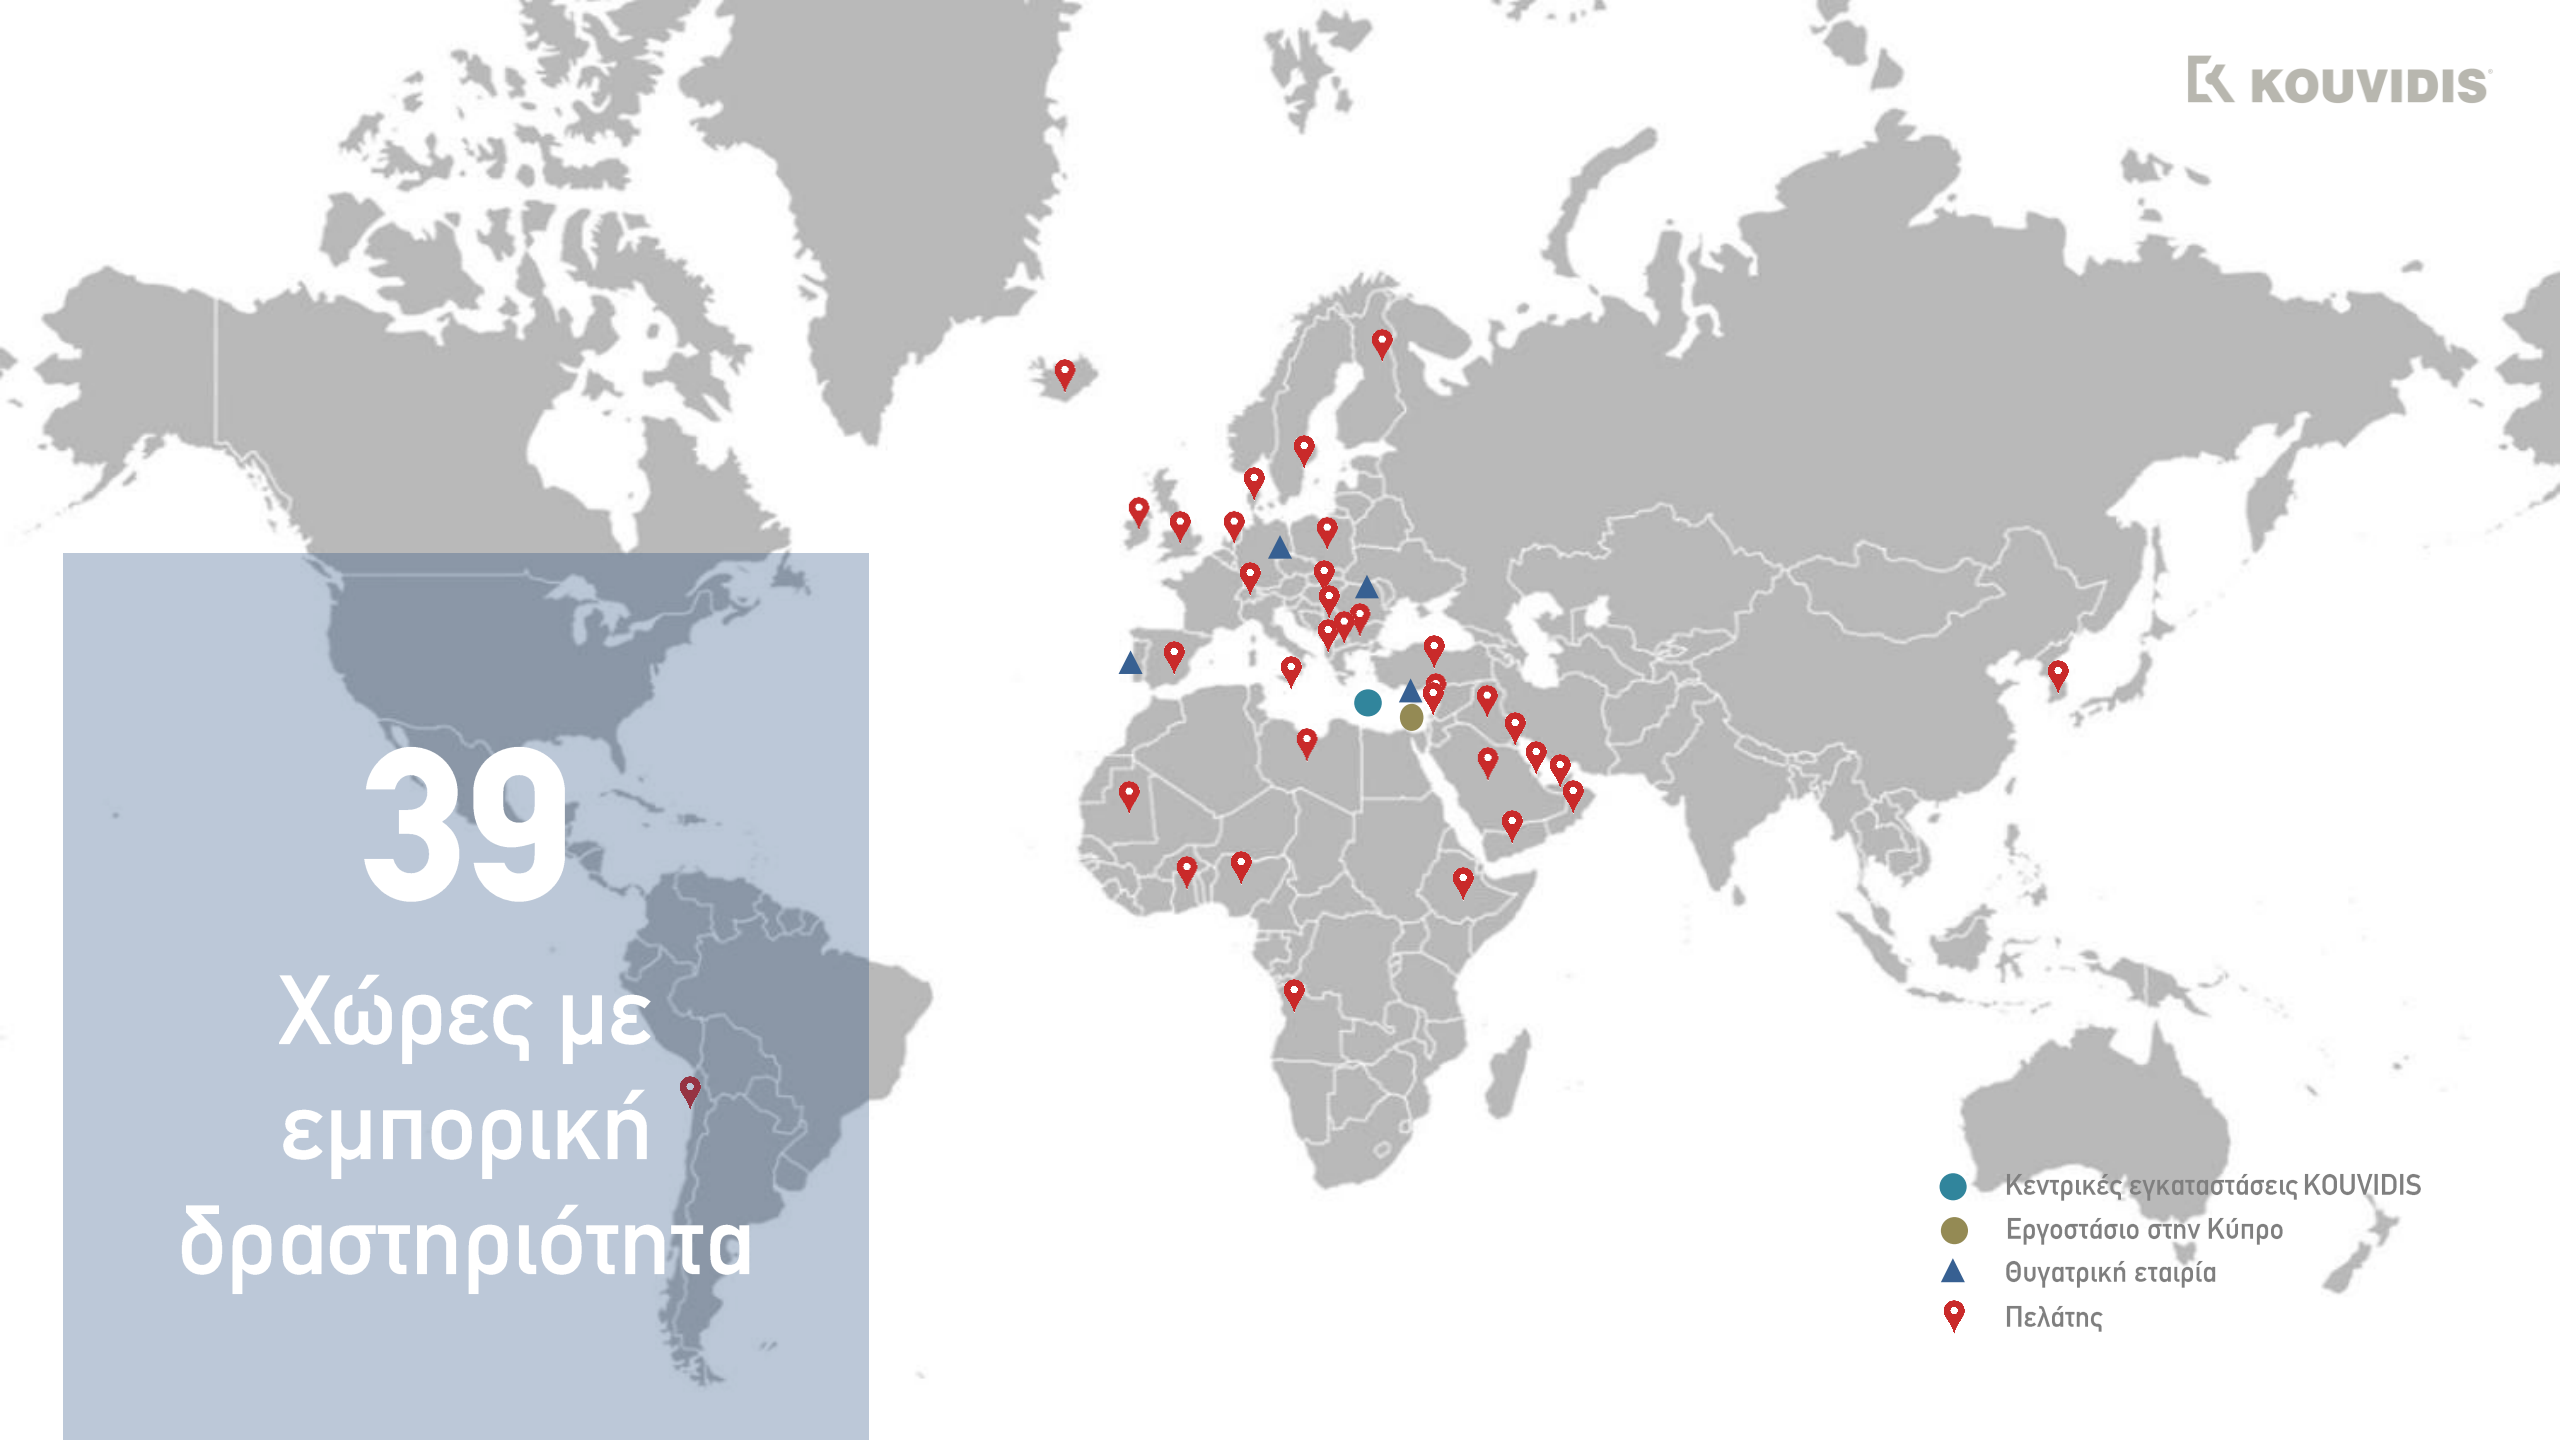 KOUVIDIS
39
Χώρες με
εμπορική
δραστηριότητα
Κεντρικές εγκαταστάσεις KOUVIDIS
Εργοστάσιο στην Κύπρο
Θυγατρική εταιρία
Πελάτης